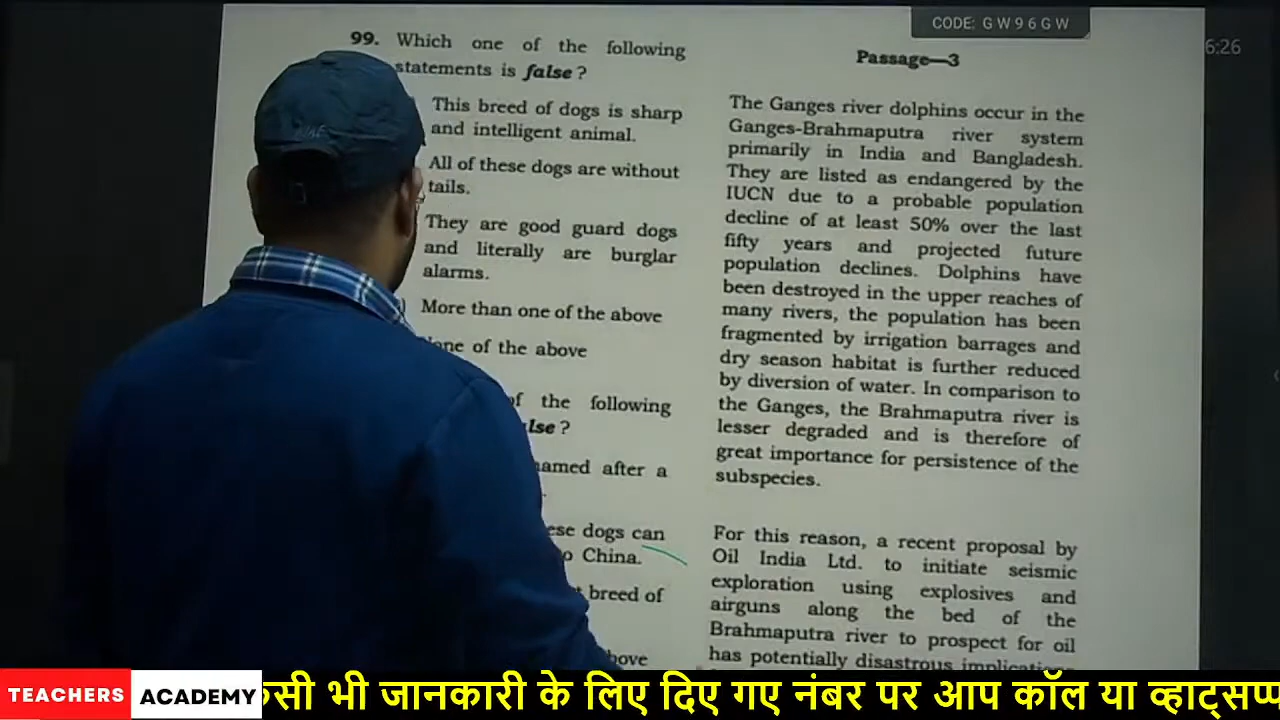 CODE: G W 9 6 G W
6:26
99. Which one of the following
statements is false ?
This breed of dogs is sharp
and intelligent animal.
All of these dogs are without
tails.
They are good guard dogs
and literally are burglar
alarms.
More than one of the above
of the above
of the following
?
named after a
dogs can
China.
breed of
Passage—3
The Ganges river dolphins occur in the
Ganges-Brahmaputra river system
primarily in India and Bangladesh.
They are listed as endangered by the
IUCN due to a probable population
decline of at least 50% over the last
fifty years and projected future
population declines. Dolphins have
been destroyed in the upper reaches of
many rivers, the population has been
fragmented by irrigation barrages and
dry season habitat is further reduced
by diversion of water. In comparison to
the Ganges, the Brahmaputra river is
lesser degraded and is therefore of
great importance for persistence of the
subspecies.
For this reason, a recent proposal by
Oil India Ltd. to initiate seismic
exploration using explosives and
airguns along the bed of the
Brahmaputra river to prospect for oil
has potentially disastrous
TEACHERS ACADEMY
भी जानकारी के लिए दिए गए नंबर पर आप कॉल या व्हाट्सप्प